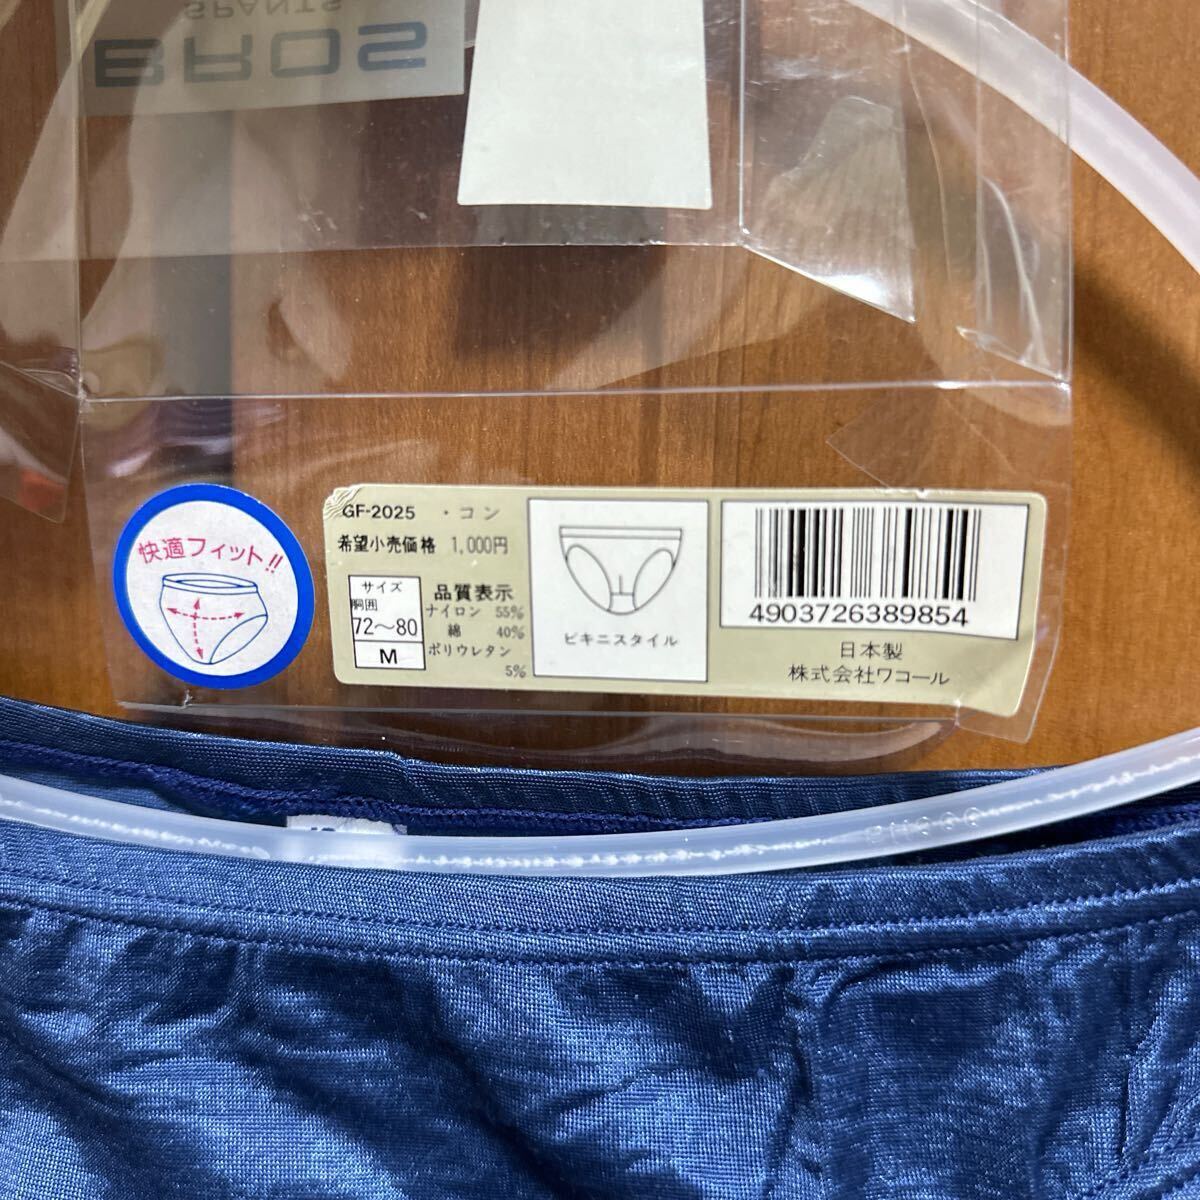 SPANTS
BROS
快適フィット!!
GF-2025 ・コン
希望小売価格 1,000円
サイズ
胴囲
72～80
M
品質表示
ナイロン 55%
綿 40%
ポリウレタン
5%
ビキニスタイル
4903726389854
日本製
株式会社ワコール